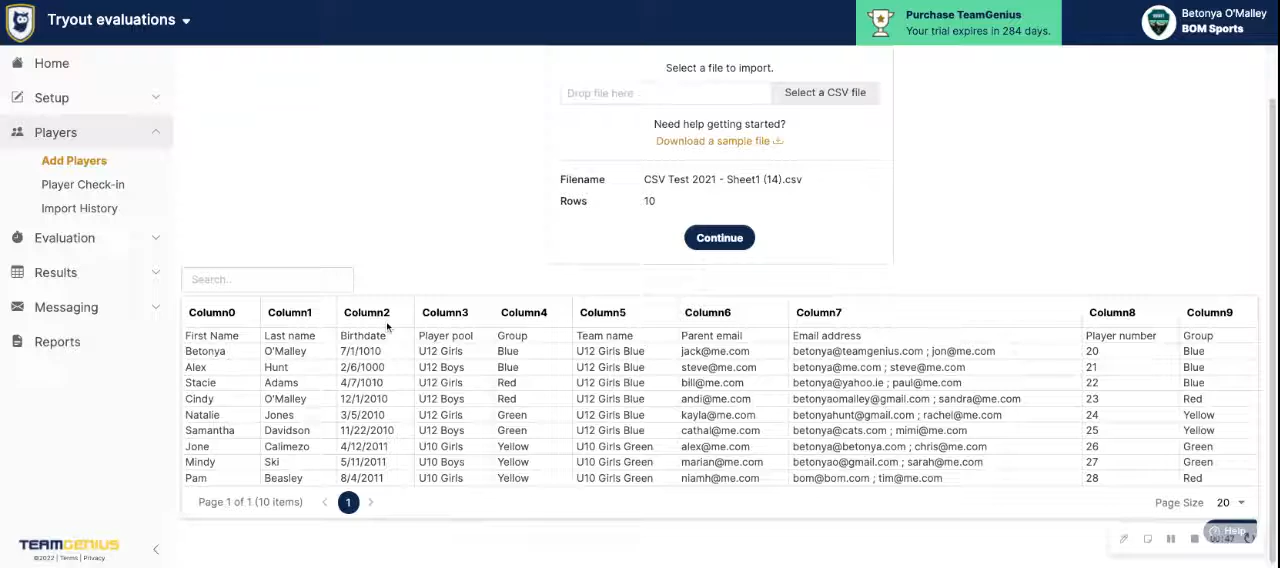 Tryout evaluations
Purchase TeamGenius
Your trial expires in 284 days.
Betonya O'Malley
BOM Sports
Home
Setup
Players
Add Players
Player Check-in
Import History
Evaluation
Results
Messaging
Reports
Select a file to import.
Drop file here
Select a CSV file
Need help getting started?
Download a sample file
Filename CSV Test 2021 - Sheet1 (14).csv
Rows 10
Continue
Search..
Column0 Column1 Column2 Column3 Column4 Column5 Column6 Column7 Column8 Column9
First Name Last name Birthdate Player pool Group Team name Parent email Email address Player number Group
Betonya O'Malley 7/1/1010 U12 Girls Blue U12 Girls Blue jack@me.com betonya@teamgenius.com ; jon@me.com 20 Blue
Alex Hunt 2/6/1000 U12 Boys Blue U12 Girls Blue steve@me.com betonya@me.com ; steve@me.com 21 Blue
Stacie Adams 4/7/1010 U12 Girls Red U12 Girls Blue bill@me.com betonya@yahoo.ie ; paul@me.com 22 Blue
Cindy O'Malley 12/1/2010 U12 Boys Red U12 Girls Blue andi@me.com betonyaomalley@gmail.com ; sandra@me.com 23 Red
Natalie Jones 3/5/2010 U12 Girls Green U12 Girls Blue kayla@me.com betonyahunt@gmail.com ; rachel@me.com 24 Yellow
Samantha Davidson 11/22/2010 U12 Boys Green U12 Girls Blue cathal@me.com betonya@cats.com ; mimi@me.com 25 Yellow
Jone Calimezo 4/12/2011 U10 Girls Yellow U10 Girls Green alex@me.com betonya@betonya.com ; chris@me.com 26 Green
Mindy Ski 5/11/2011 U10 Boys Yellow U10 Girls Green marian@me.com betonyao@gmail.com ; sarah@me.com 27 Green
Pam Beasley 8/4/2011 U10 Girls Yellow U10 Girls Green niamh@me.com bom@bom.com ; tim@me.com 28 Red
Page 1 of 1 (10 items) 1
Page Size 20
Help
00:47
TEAMGENIUS
©2022 | Terms | Privacy